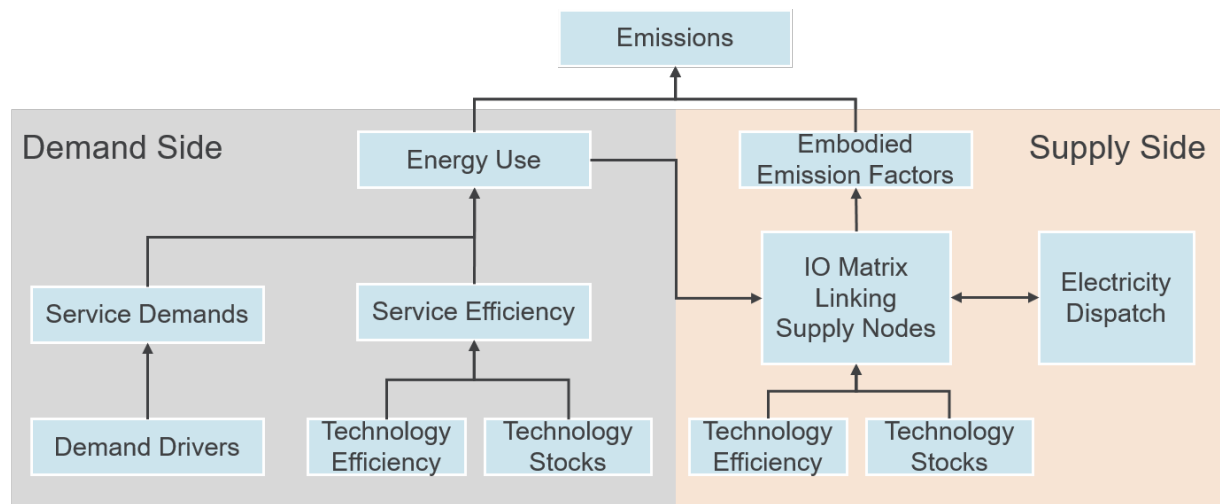 Emissions
Demand Side
Energy Use
Embodied
Emission Factors
Supply Side
Service Demands
Service Efficiency
IO Matrix
Linking
Supply Nodes
Electricity
Dispatch
Demand Drivers
Technology
Efficiency
Technology
Stocks
Technology
Efficiency
Technology
Stocks